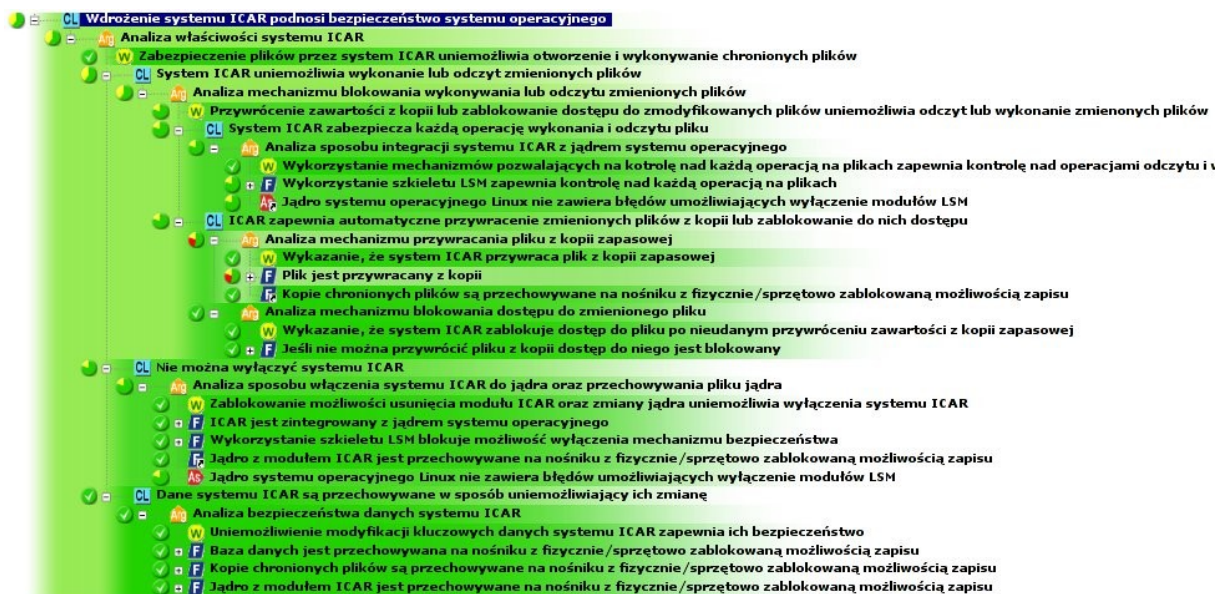 CL Wdrożenie systemu ICAR podnosi bezpieczeństwo systemu operacyjnego
Arg Analiza właściwości systemu ICAR
W Zabezpieczenie plików przez system ICAR uniemożliwia otworzenie i wykonywanie chronionych plików
CL System ICAR uniemożliwia wykonanie lub odczyt zmienionych plików
Arg Analiza mechanizmu blokowania wykonywania lub odczytu zmienionych plików
W Przywrócenie zawartości z kopii lub zablokowanie dostępu do zmodyfikowanych plików uniemożliwia odczyt lub wykonanie zmienonych plików
CL System ICAR zabezpiecza każdą operację wykonania i odczytu pliku
Arg Analiza sposobu integracji systemu ICAR z jądrem systemu operacyjnego
W Wykorzystanie mechanizmów pozwalających na kotrolę nad każdą operacją na plikach zapewnia kontrolę nad operacjami odczytu i
F Wykorzystanie szkieletu LSM zapewnia kontrolę nad każdą operacją na plikach
As Jądro systemu operacyjnego Linux nie zawiera błędów umożliwiających wyłączenie modułów LSM
CL ICAR zapewnia automatyczne przywracenie zmienionych plików z kopii lub zablokowanie do nich dostępu
Arg Analiza mechanizmu przywracania pliku z kopii zapasowej
W Wykazanie, że system ICAR przywraca plik z kopii zapasowej
F Plik jest przywracany z kopii
F Kopie chronionych plików są przechowywane na nośniku z fizycznie/sprzętowo zablokowaną możliwością zapisu
Arg Analiza mechanizmu blokowania dostępu do zmienionego pliku
W Wykazanie, że system ICAR zablokuje dostęp do pliku po nieudanym przywróceniu zawartości z kopii zapasowej
F Jeśli nie można przywrócić pliku z kopii dostęp do niego jest blokowany
CL Nie można wyłączyć systemu ICAR
Arg Analiza sposobu włączenia systemu ICAR do jądra oraz przechowywania pliku jądra
W Zablokowanie możliwości usunięcia modułu ICAR oraz zmiany jądra uniemożliwia wyłączenia systemu ICAR
F ICAR jest zintegrowany z jądrem systemu operacyjnego
F Wykorzystanie szkieletu LSM blokuje możliwość wyłączenia mechanizmu bezpieczeństwa
F Jądro z modułem ICAR jest przechowywane na nośniku z fizycznie/sprzętowo zablokowaną możliwością zapisu
As Jądro systemu operacyjnego Linux nie zawiera błędów umożliwiających wyłączenie modułów LSM
CL Dane systemu ICAR są przechowywane w sposób uniemożliwiający ich zmianę
Arg Analiza bezpieczeństwa danych systemu ICAR
W Uniemożliwienie modyfikacji kluczowych danych systemu ICAR zapewnia ich bezpieczeństwo
F Baza danych jest przechowywana na nośniku z fizycznie/sprzętowo zablokowaną możliwością zapisu
F Kopie chronionych plików są przechowywane na nośniku z fizycznie/sprzętowo zablokowaną możliwością zapisu
F Jądro z modułem ICAR jest przechowywane na nośniku z fizycznie/sprzętowo zablokowaną możliwością zapisu